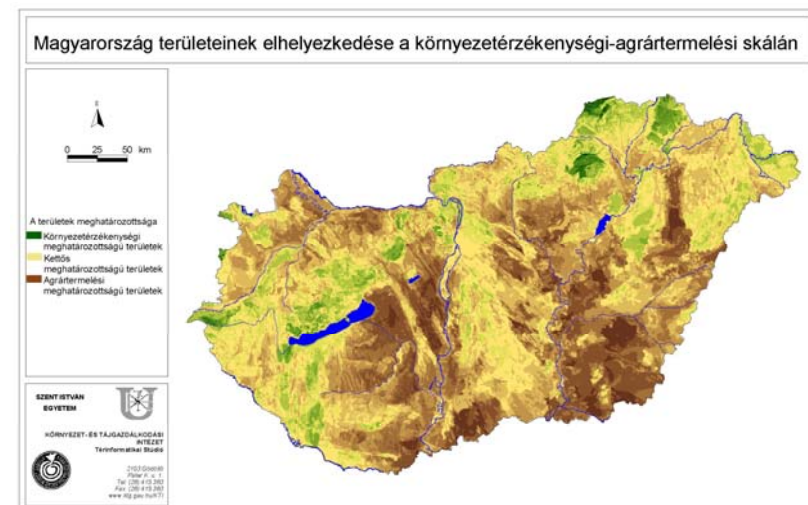 Magyarország területeinek elhelyezkedése a környezetérzékenységi-agrártermelési skálán
0 25 50 km
A területek meghatározottsága
Környezetérzékenységi
meghatározottságú területek
Kettős
meghatározottságú területek
Agrártermelési
meghatározottságú területek
SZENT ISTVÁN
EGYETEM
KÖRNYEZET- ÉS TÁJGAZDÁLKODÁSI
INTÉZET
Térinformatikai Stúdió